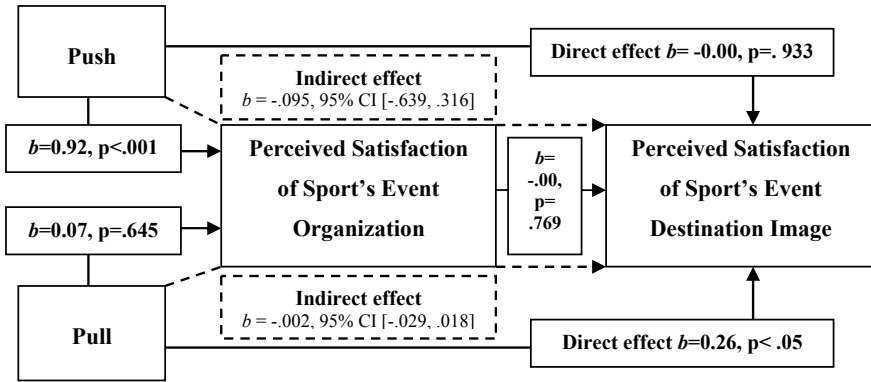 Push
Direct effect b= -0.00, p=. 933
Indirect effect
b = -.095, 95% CI [-.639, .316]
b=0.92, p<.001
Perceived Satisfaction
of Sport's Event
Organization
b=
-.00,
p=
.769
Perceived Satisfaction
of Sport's Event
Destination Image
b=0.07, p=.645
Indirect effect
b = -.002, 95% CI [-.029, .018]
Pull
Direct effect b=0.26, p< .05